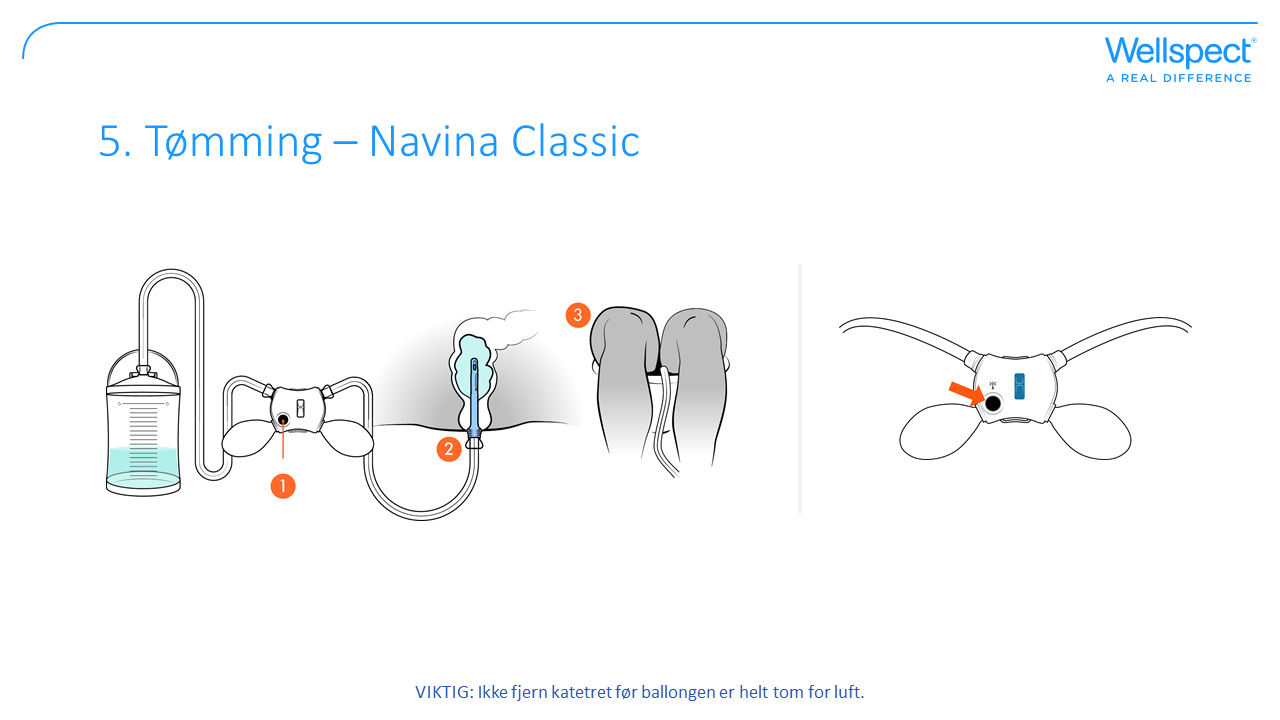 Wellspect®
A REAL DIFFERENCE
5. Tømming – Navina Classic
1
2
3
VIKTIG: Ikke fjern katetret før ballongen er helt tom for luft.